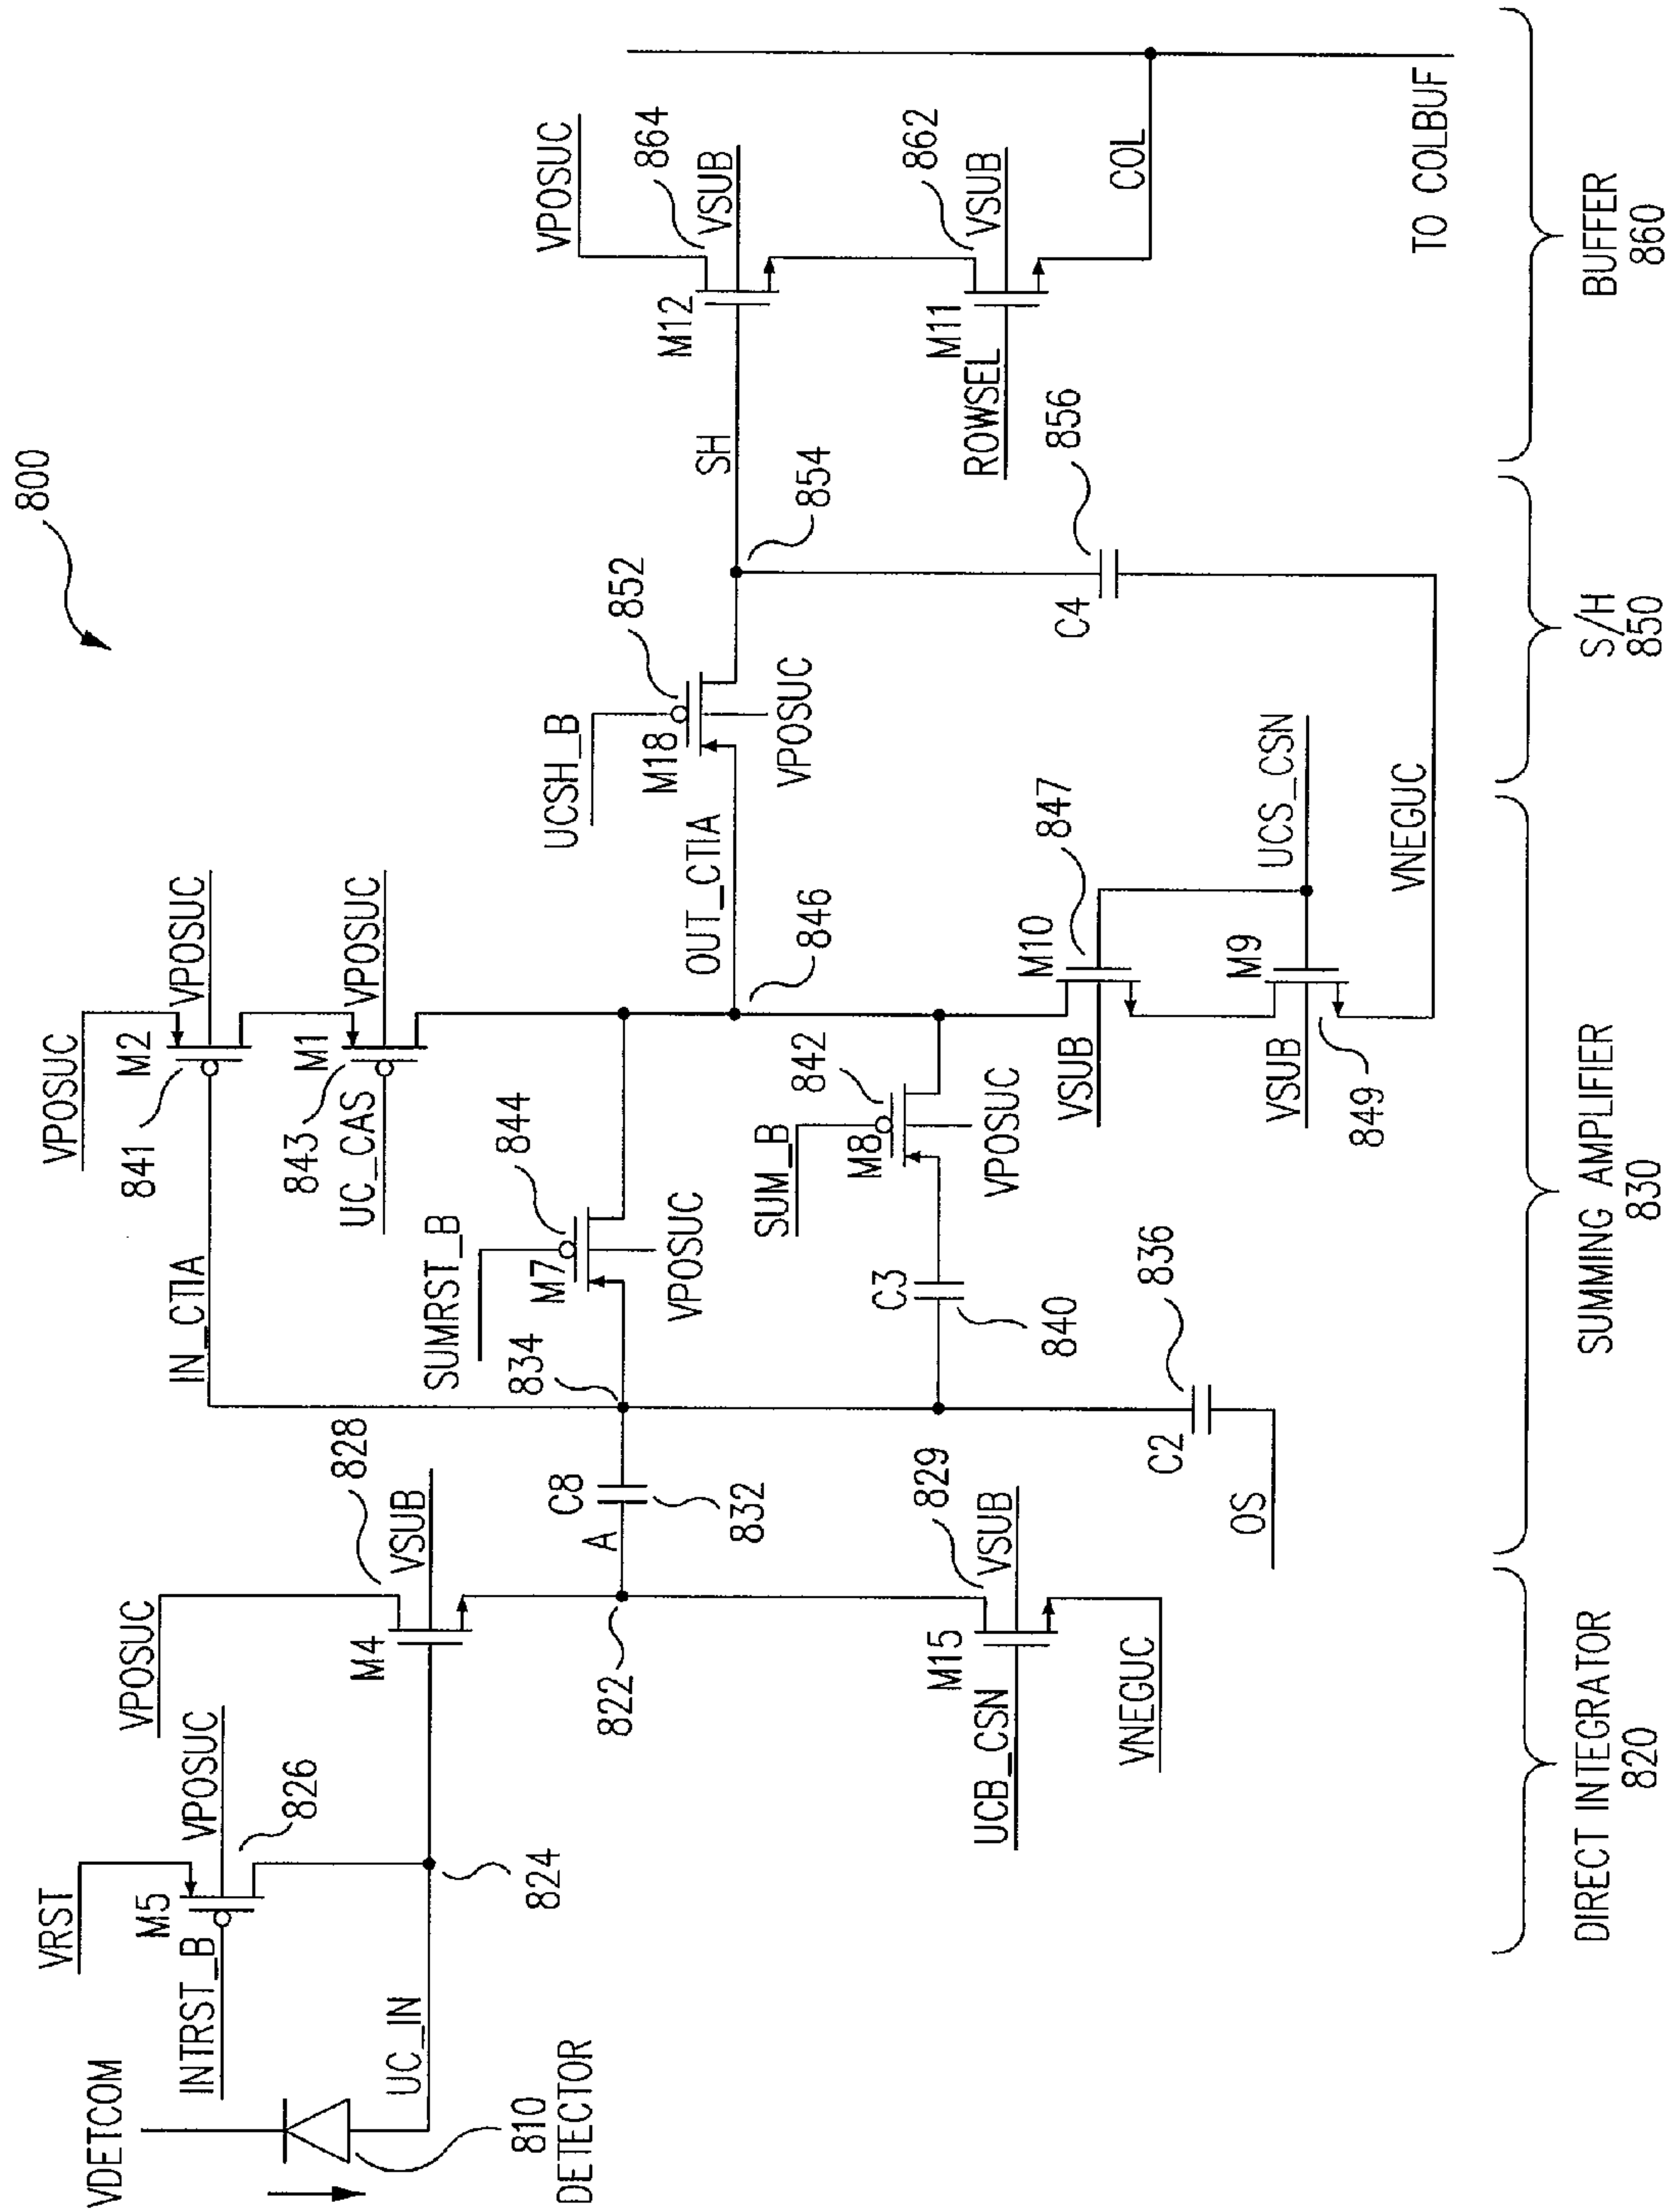 800
VDETCOM
810
DETECTOR
VRST
INTRST_B
M5
VPOSUC
826
UC_IN
824
VPOSUC
M4
828
VSUB
822
A
C8
832
UCB_CSN
M15
829
VSUB
VNEGUC
IN_CTIA
834
SUMRST_B
M7
844
VPOSUC
C3
840
C2
836
OS
VPOSUC
M2
841
VPOSUC
M1
843
UC_CAS
VPOSUC
SUM_B
M8
842
VPOSUC
OUT_CTIA
846
M10
847
VSUB
M9
VSUB
849
UCS_CSN
VNEGUC
UCSH_B
M18
852
VPOSUC
854
SH
C4
856
VPOSUC
M12
864
VSUB
M11
862
VSUB
ROWSEL
COL
TO COLBUF
DIRECT INTEGRATOR
820
SUMMING AMPLIFIER
830
S/H
850
BUFFER
860